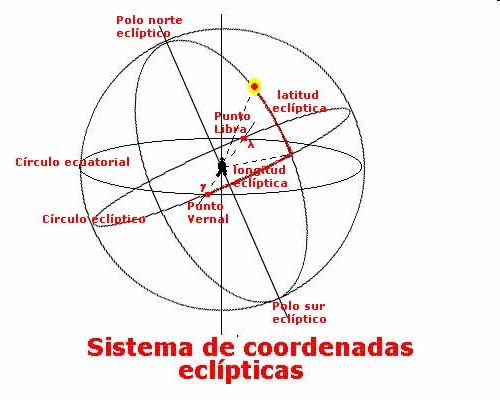 Polo norte
eclíptico
latitud
eclíptica
Punto
Libra
λ
Círculo ecuatorial
longitud
eclíptica
γ
Punto
Vernal
Círculo eclíptico
Polo sur
eclíptico
Sistema de coordenadas
eclípticas